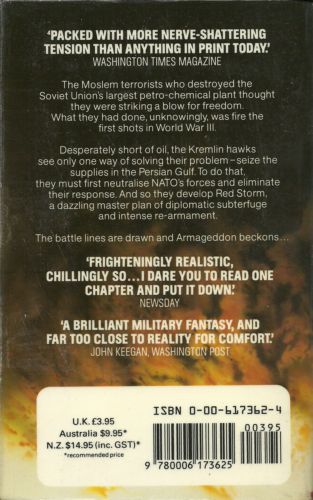 ‘PACKED WITH MORE NERVE-SHATTERING
TENSION THAN ANYTHING IN PRINT TODAY.’
WASHINGTON TIMES MAGAZINE
The Moslem terrorists who destroyed the
Soviet Union's largest petro-chemical plant thought
they were striking a blow for freedom.
What they had done, unknowingly, was fire the
first shots in World War III.
Desperately short of oil, the Kremlin hawks
see only one way of solving their problem – seize the
supplies in the Persian Gulf. To do that,
they must first neutralise NATO's forces and eliminate
their response. And so they develop Red Storm,
a dazzling master plan of diplomatic subterfuge
and intense re-armament.
The battle lines are drawn and Armageddon beckons...
‘FRIGHTENINGLY REALISTIC,
CHILLINGLY SO... I DARE YOU TO READ ONE
CHAPTER AND PUT IT DOWN.’
NEWSDAY
‘A BRILLIANT MILITARY FANTASY, AND
FAR TOO CLOSE TO REALITY FOR COMFORT.’
JOHN KEEGAN, WASHINGTON POST
U.K. £3.95
Australia $9.95*
N.Z. $14.95 (inc. GST)*
*recommended price
ISBN 0-00-617362-4
00395
9 780006 173625